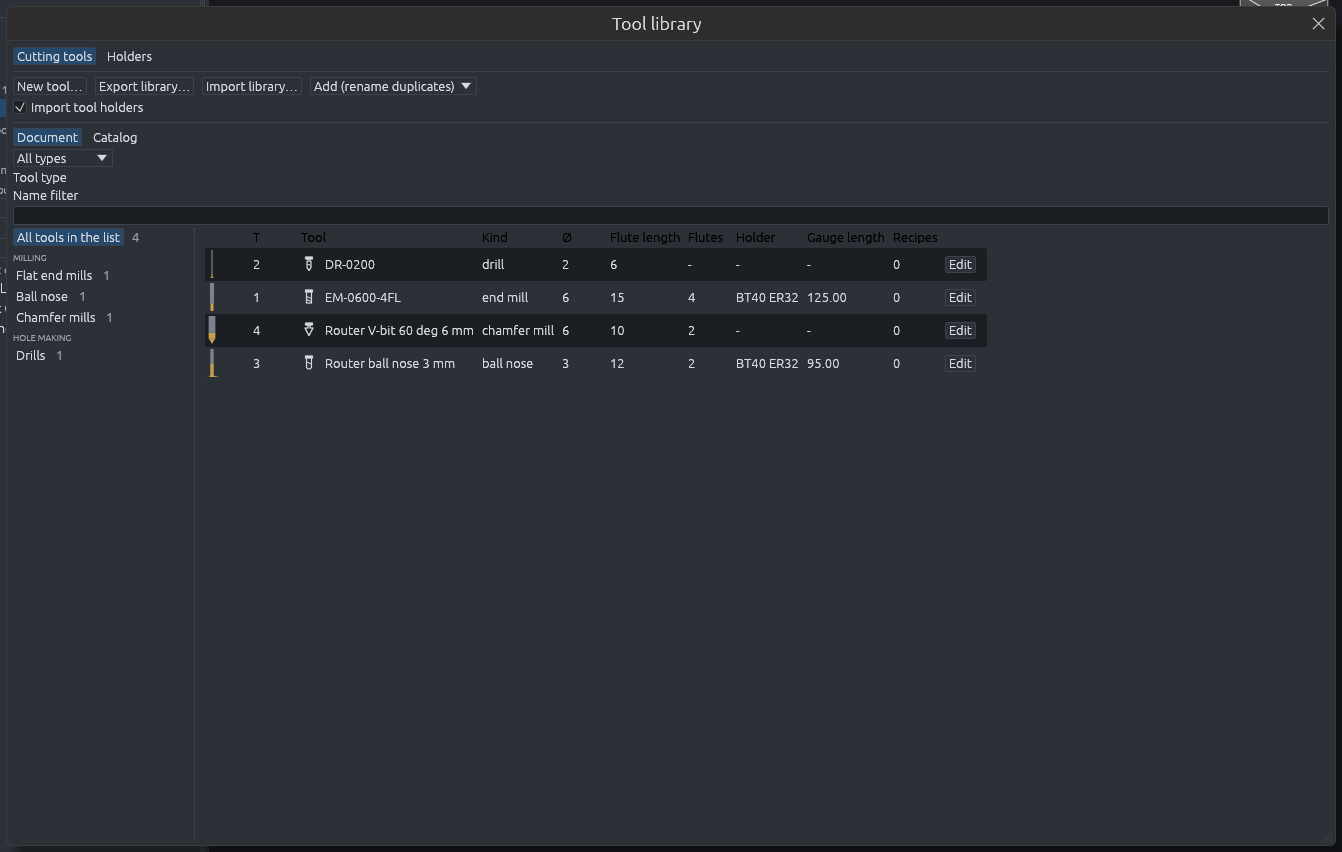 Tool library
Cutting tools Holders
New tool... Export library... Import library... Add (rename duplicates)
Import tool holders
Document Catalog
All types
Tool type
Name filter
All tools in the list 4
MILLING
Flat end mills 1
Ball nose 1
Chamfer mills 1
HOLE MAKING
Drills 1
T Tool Kind Ø Flute length Flutes Holder Gauge length Recipes
2 DR-0200 drill 2 6 - - - 0 Edit
1 EM-0600-4FL end mill 6 15 4 BT40 ER32 125.00 0 Edit
4 Router V-bit 60 deg 6 mm chamfer mill 6 10 2 - - 0 Edit
3 Router ball nose 3 mm ball nose 3 12 2 BT40 ER32 95.00 0 Edit